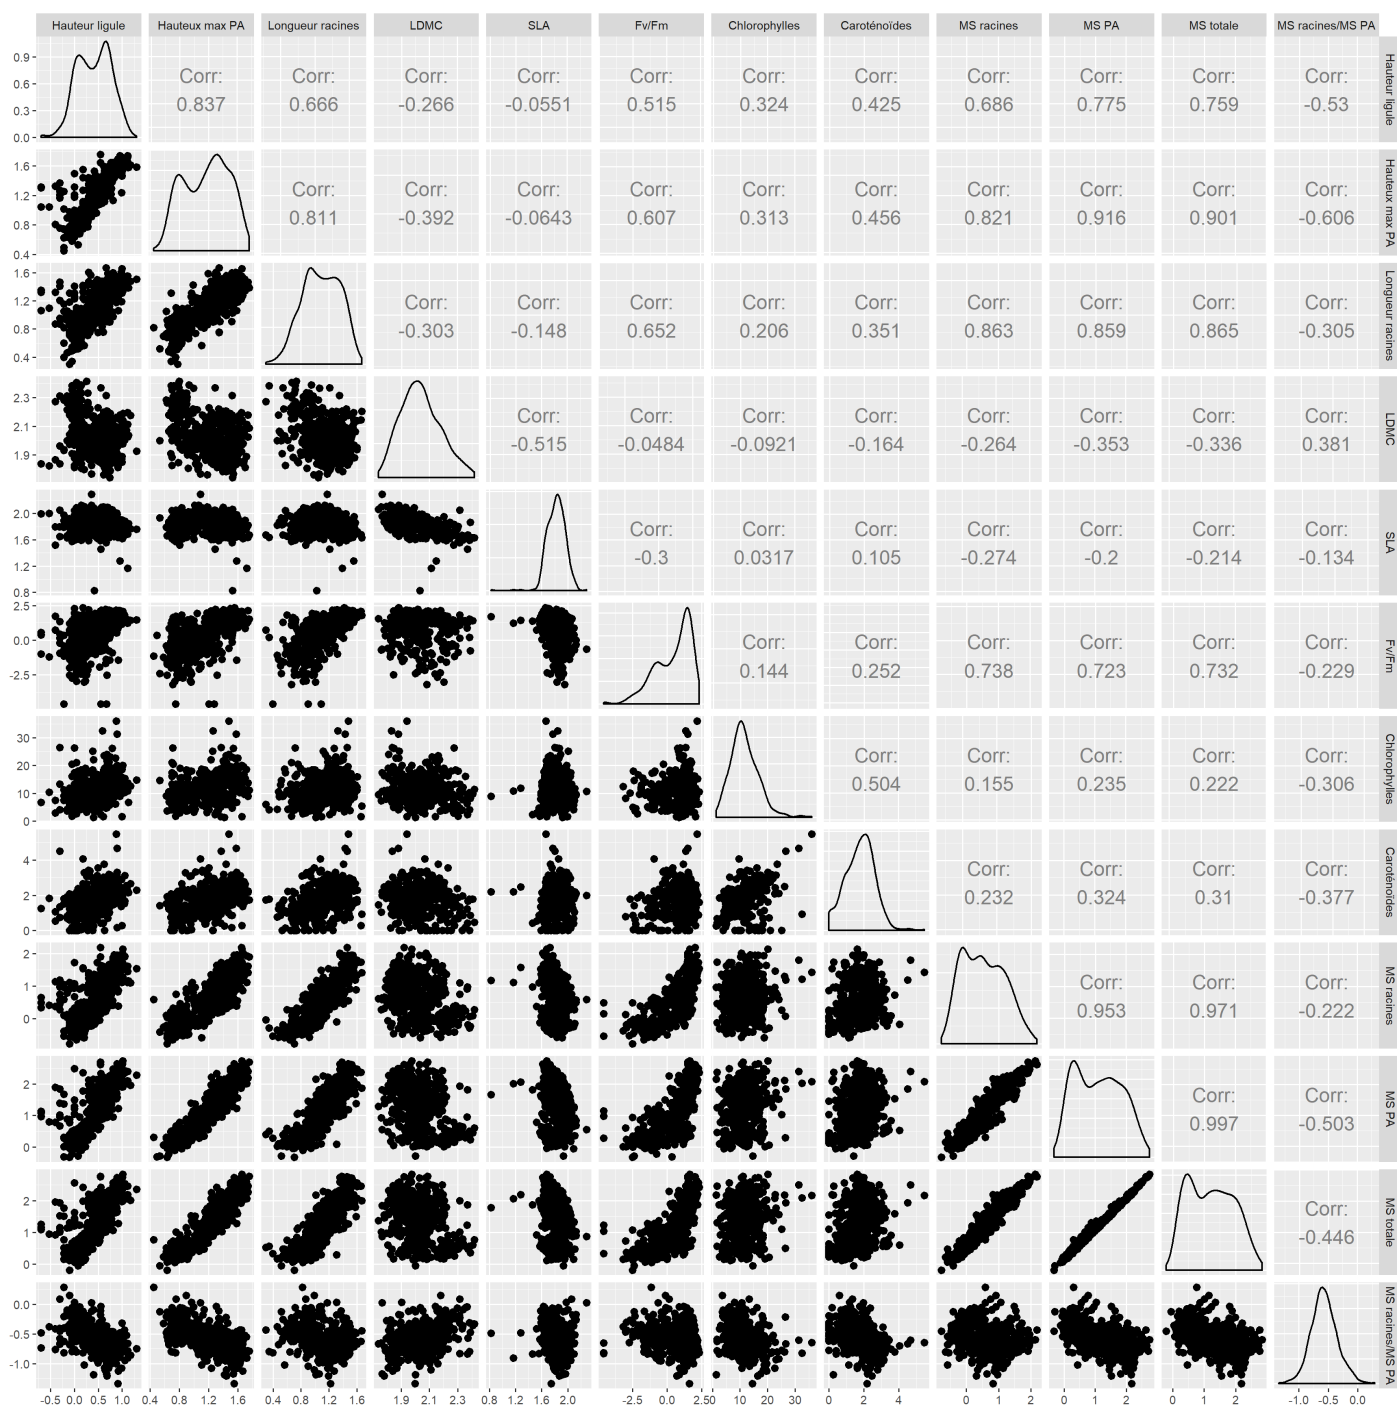 Hauteur ligule Hauteux max PA Longueur racines LDMC SLA Fv/Fm Chlorophylles Caroténoïdes MS racines MS PA MS totale MS racines/MS PA
0.9
0.6
0.3
0.0
Corr: Corr: Corr: Corr: Corr: Corr: Corr: Corr: Corr: Corr: Corr:
0.837 0.666 -0.266 -0.0551 0.515 0.324 0.425 0.686 0.775 0.759 -0.53
Hauteur ligule
1.6
1.2
0.8
0.4
Corr: Corr: Corr: Corr: Corr: Corr: Corr: Corr: Corr: Corr:
0.811 -0.392 -0.0643 0.607 0.313 0.456 0.821 0.916 0.901 -0.606
Hauteux max PA
1.6
1.2
0.8
0.4
Corr: Corr: Corr: Corr: Corr: Corr: Corr: Corr: Corr:
-0.303 -0.148 0.652 0.206 0.351 0.863 0.859 0.865 -0.305
Longueur racines
2.3
2.1
1.9
Corr: Corr: Corr: Corr: Corr: Corr: Corr: Corr:
-0.515 -0.0484 -0.0921 -0.164 -0.264 -0.353 -0.336 0.381
LDMC
2.0
1.6
1.2
0.8
Corr: Corr: Corr: Corr: Corr: Corr: Corr:
-0.3 0.0317 0.105 -0.274 -0.2 -0.214 -0.134
SLA
2.5
0.0
-2.5
Corr: Corr: Corr: Corr: Corr: Corr:
0.144 0.252 0.738 0.723 0.732 -0.229
Fv/Fm
30
20
10
0
Corr: Corr: Corr: Corr: Corr:
0.504 0.155 0.235 0.222 -0.306
Chlorophylles
4
2
0
Corr: Corr: Corr: Corr:
0.232 0.324 0.31 -0.377
Caroténoïdes
2
1
0
Corr: Corr: Corr:
0.953 0.971 -0.222
MS racines
2
1
0
Corr: Corr:
0.997 -0.503
MS PA
2
1
0
Corr:
-0.446
MS totale
0.0
-0.5
-1.0
MS racines/MS PA
-0.5 0.0 0.5 1.0 0.4 0.8 1.2 1.6 0.4 0.8 1.2 1.6 1.9 2.1 2.3 0.8 1.2 1.6 2.0 -2.5 0.0 2.50 10 20 30 0 2 4 0 1 2 0 1 2 0 1 2 -1.0 -0.5 0.0